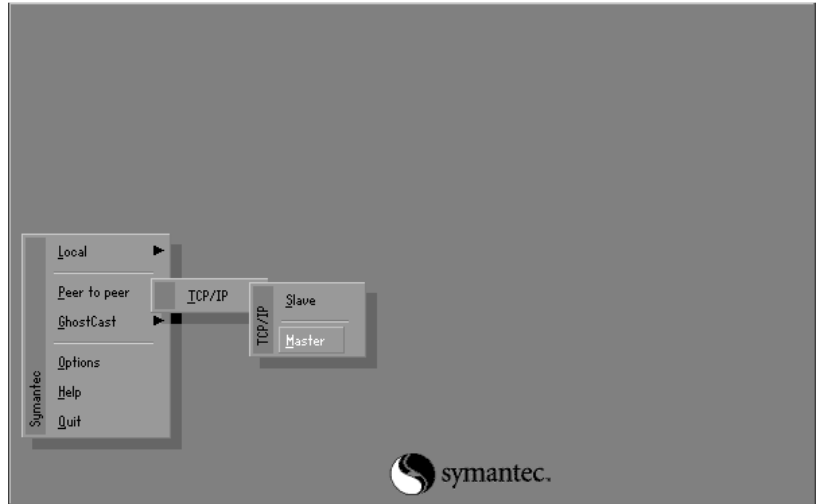 Local
Peer to peer
GhostCast
Options
Help
Quit
Symantec
TCP/IP
TCP/IP
Slave
Master
symantec.